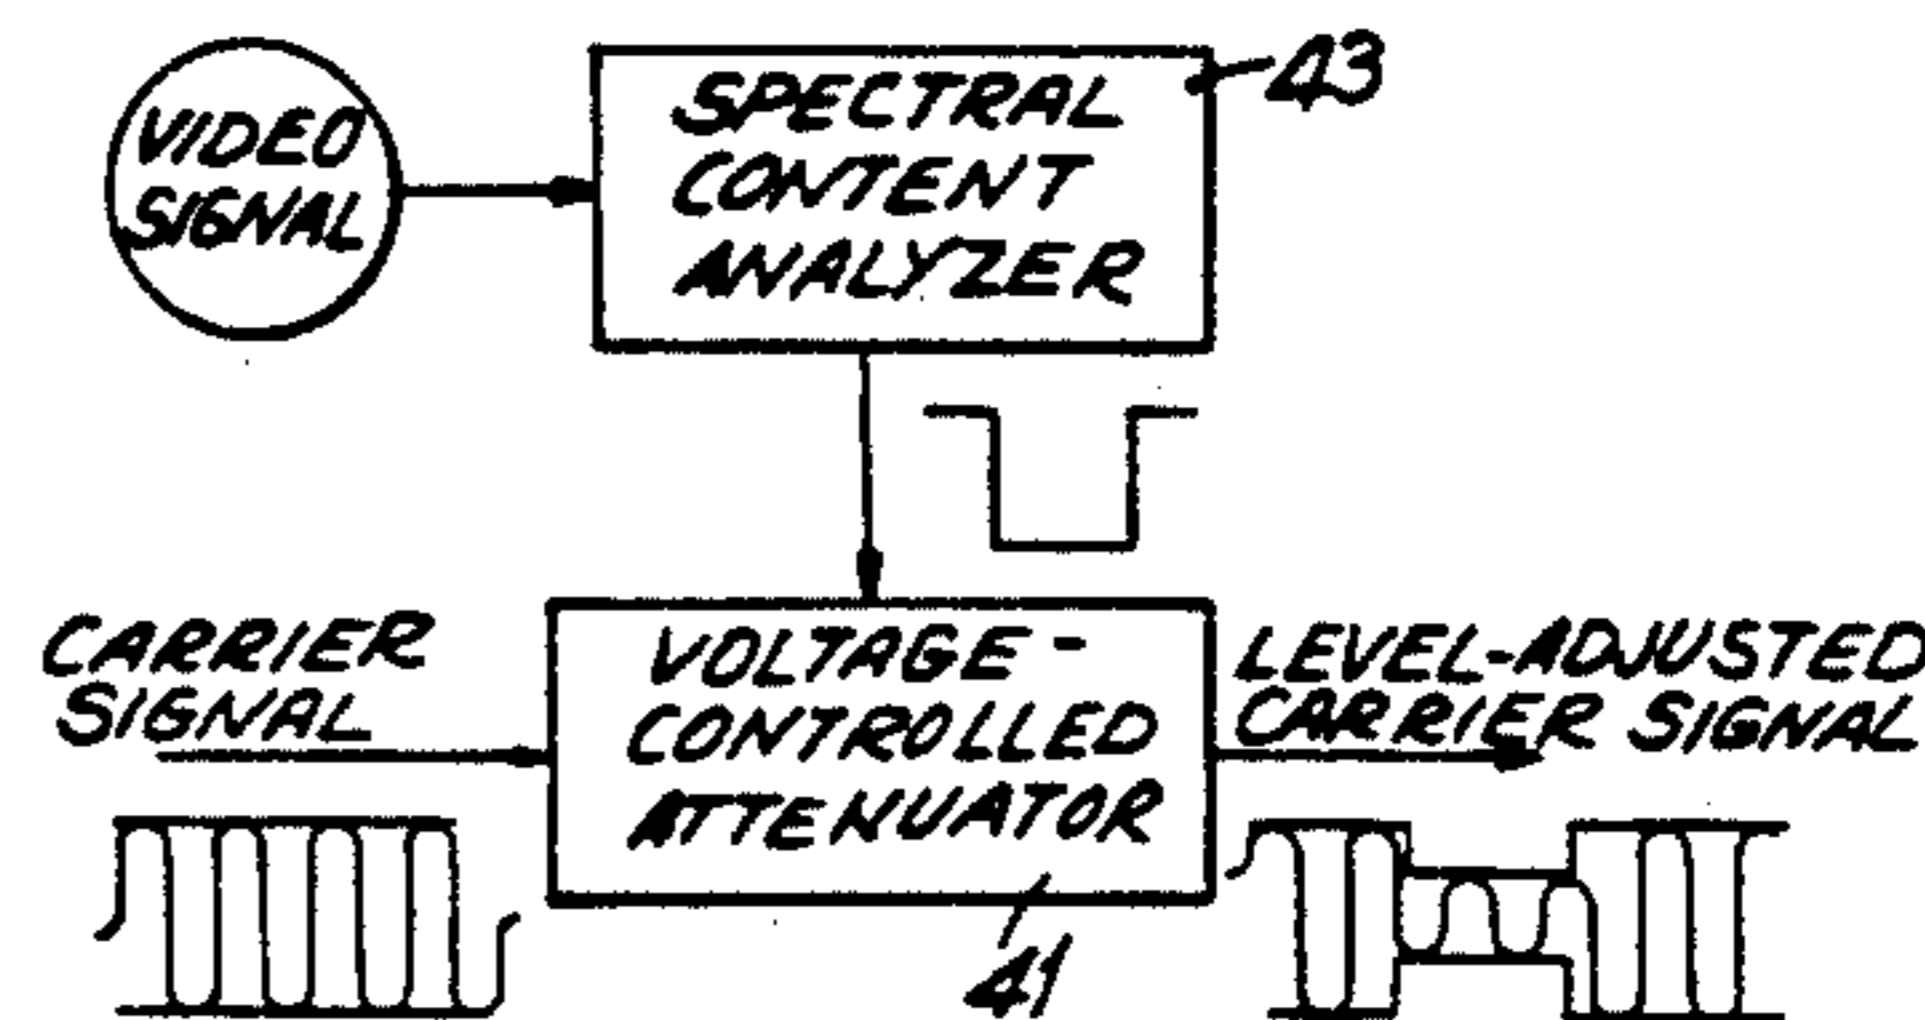 VIDEO
SIGNAL
SPECTRAL
CONTENT
ANALYZER
43
CARRIER
SIGNAL
VOLTAGE-
CONTROLLED
ATTENUATOR
41
LEVEL-ADJUSTED
CARRIER SIGNAL